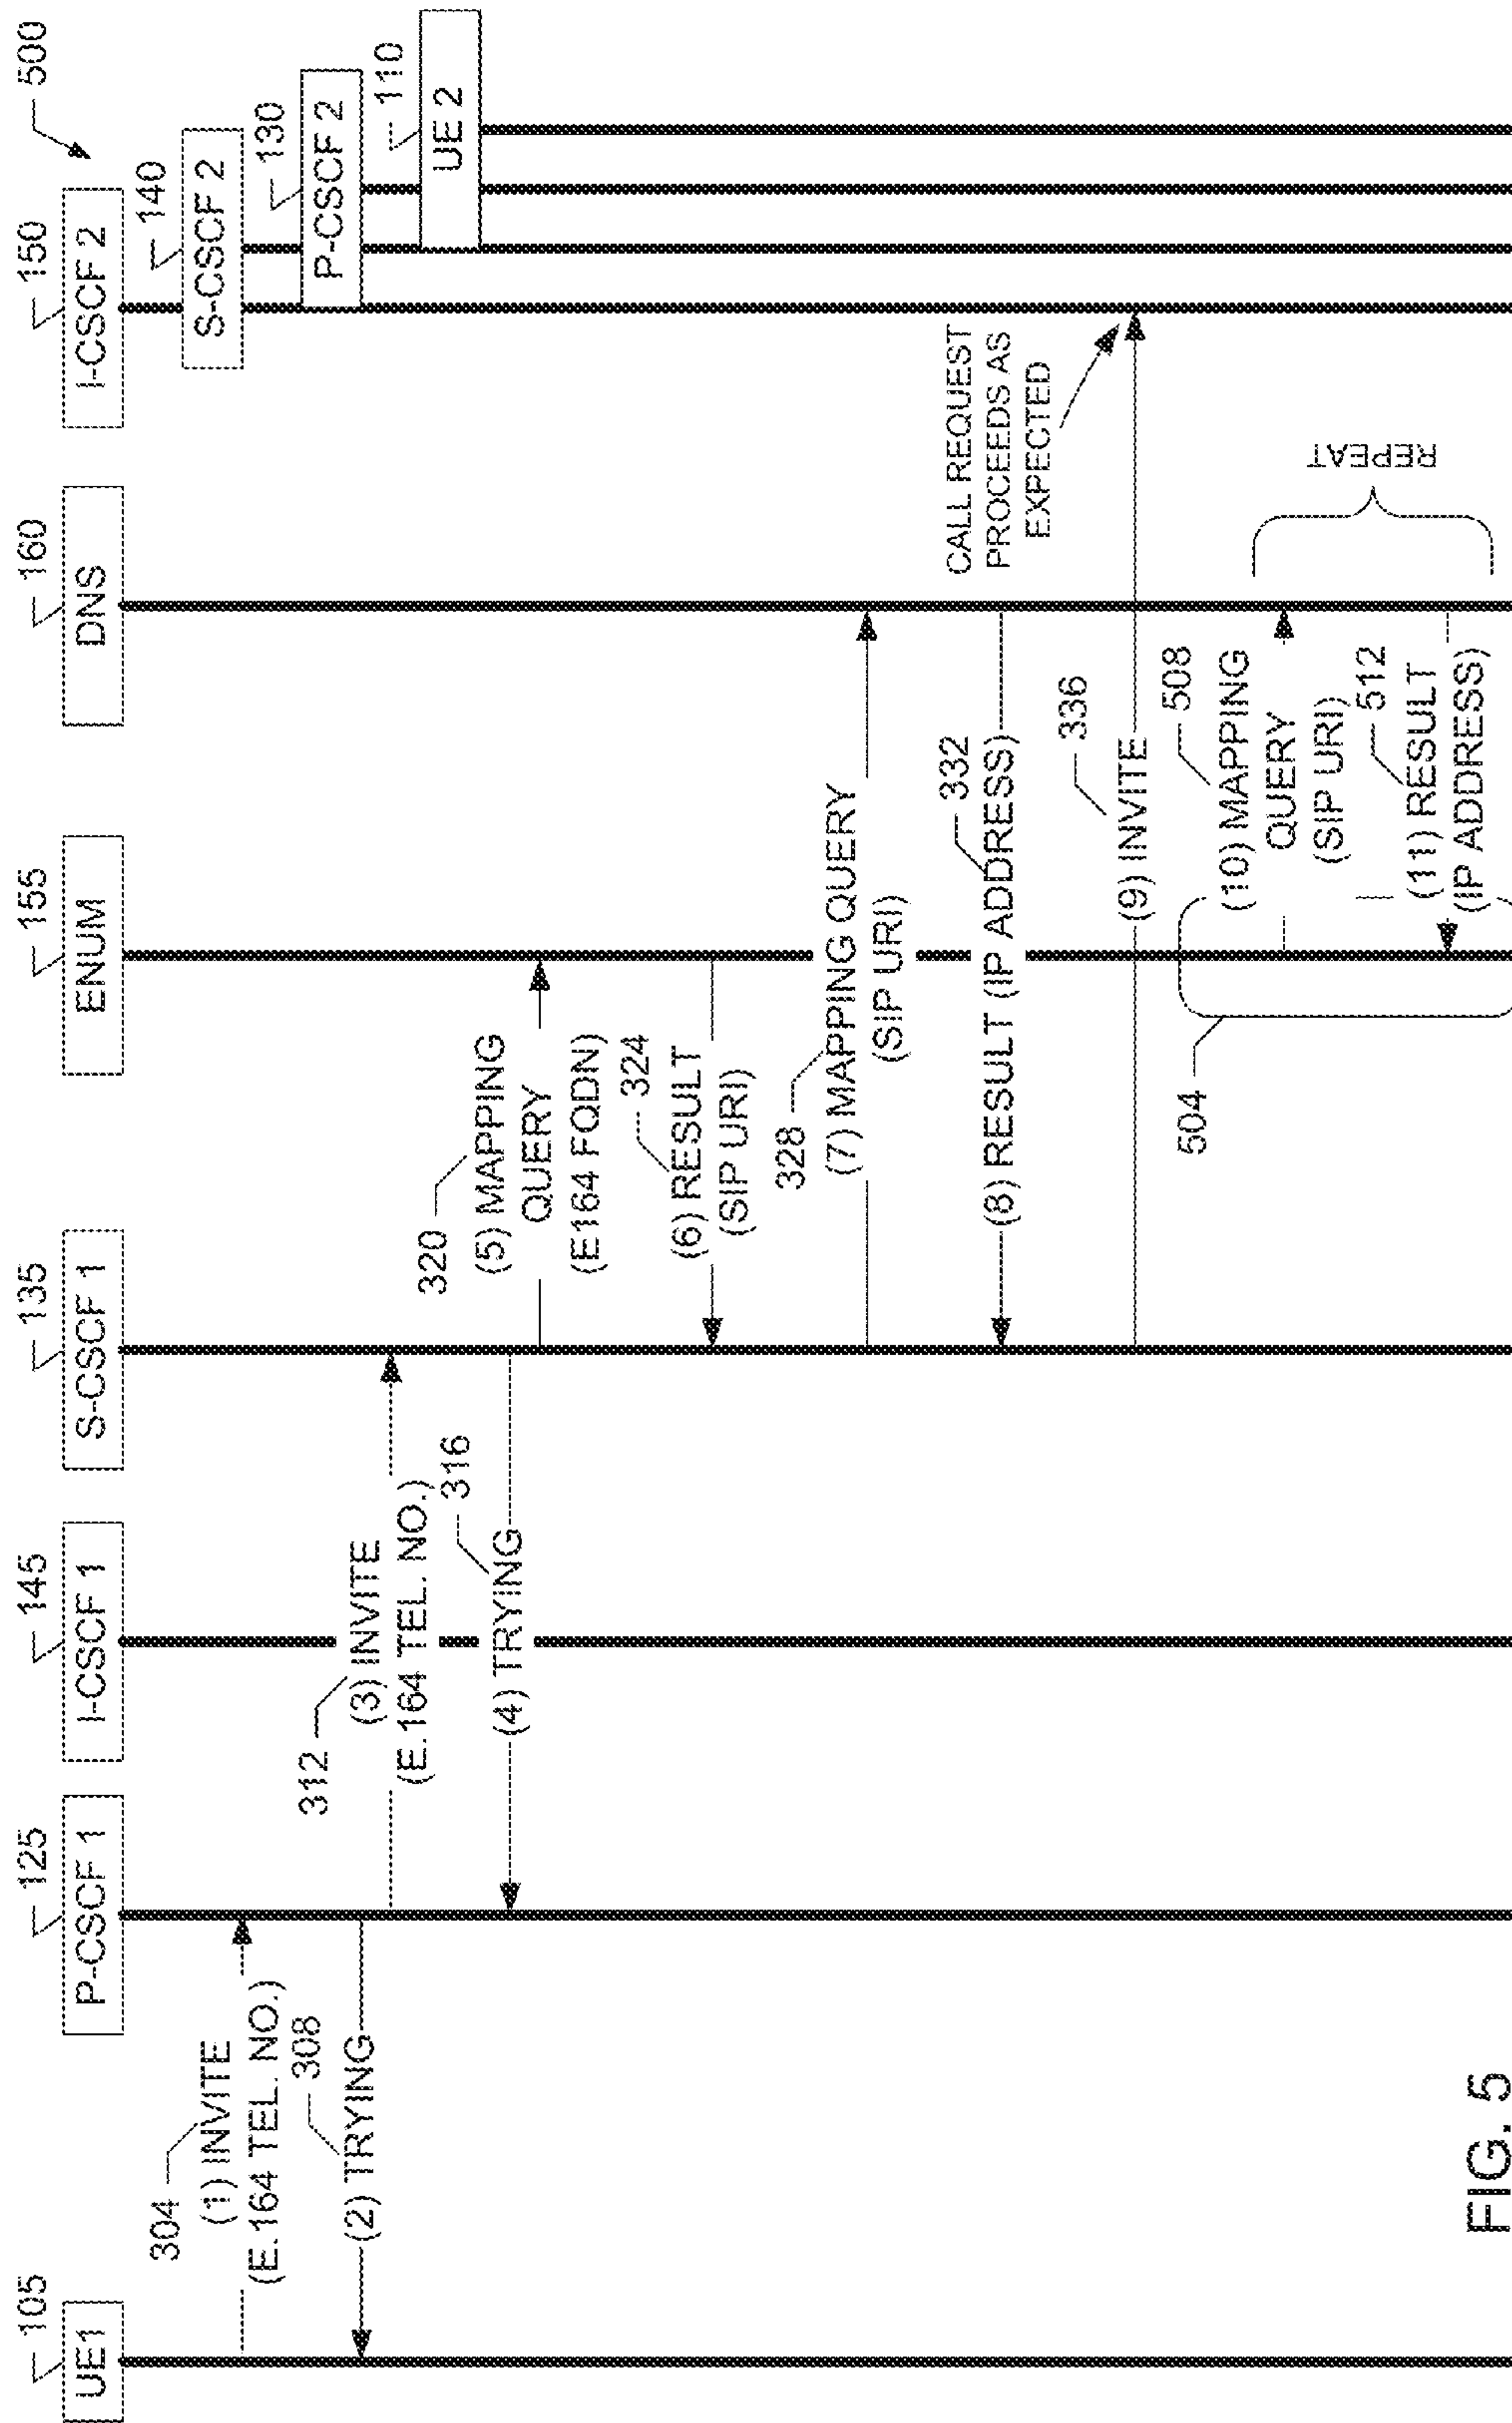 500
105
125
145
135
155
160
150
UE1
P-CSCF 1
I-CSCF 1
S-CSCF 1
ENUM
DNS
I-CSCF 2
140
S-CSCF 2
130
P-CSCF 2
110
UE 2
304
(1) INVITE
(E.164 TEL. NO.)
308
(2) TRYING
312
(3) INVITE
(E.164 TEL. NO.)
316
(4) TRYING
320
(5) MAPPING
QUERY
(E164 FQDN)
324
(6) RESULT
(SIP URI)
328
(7) MAPPING QUERY
(SIP URI)
332
(8) RESULT (IP ADDRESS)
CALL REQUEST
PROCEEDS AS
EXPECTED
336
(9) INVITE
504
508
(10) MAPPING
QUERY
(SIP URI)
512
(11) RESULT
(IP ADDRESS)
REPEAT
FIG. 5